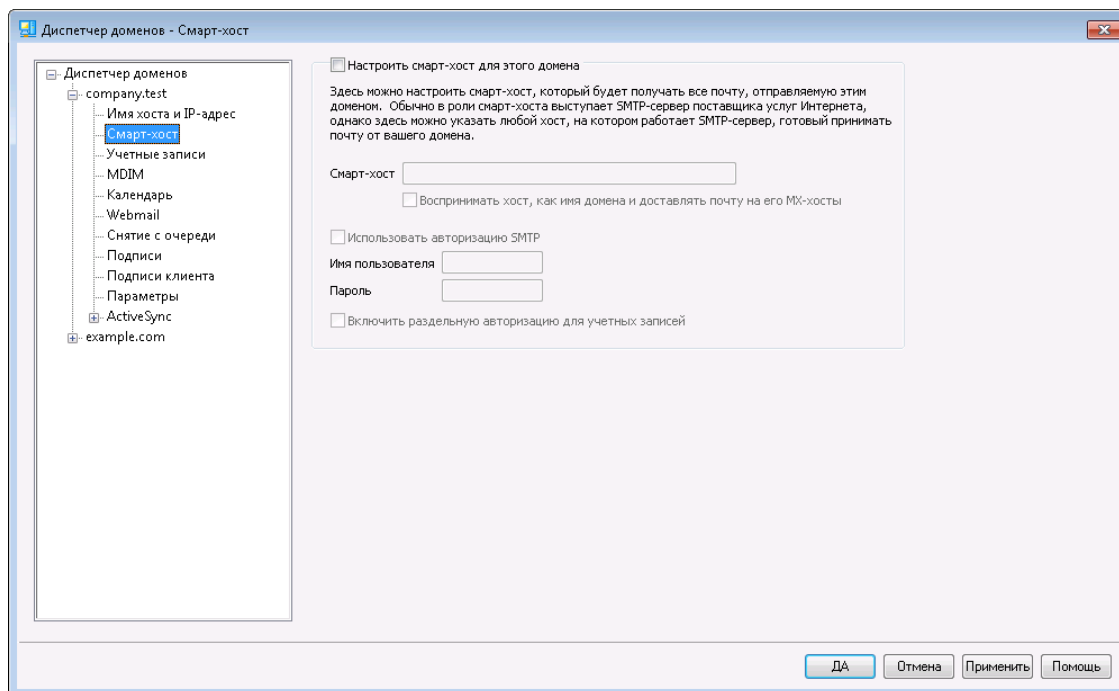 Диспетчер доменов - Смарт-хост
Диспетчер доменов
company.test
Имя хоста и IP-адрес
Смарт-хост
Учетные записи
MDIM
Календарь
Webmail
Снятие с очереди
Подписи
Подписи клиента
Параметры
ActiveSync
example.com
Настроить смарт-хост для этого домена
Здесь можно настроить смарт-хост, который будет получать все почту, отправляемую этим
доменом. Обычно в роли смарт-хоста выступает SMTP-сервер поставщика услуг Интернета,
однако здесь можно указать любой хост, на котором работает SMTP-сервер, готовый принимать
почту от вашего домена.
Смарт-хост
Воспринимать хост, как имя домена и доставлять почту на его MX-хосты
Использовать авторизацию SMTP
Имя пользователя
Пароль
Включить раздельную авторизацию для учетных записей
ДА
Отмена
Применить
Помощь